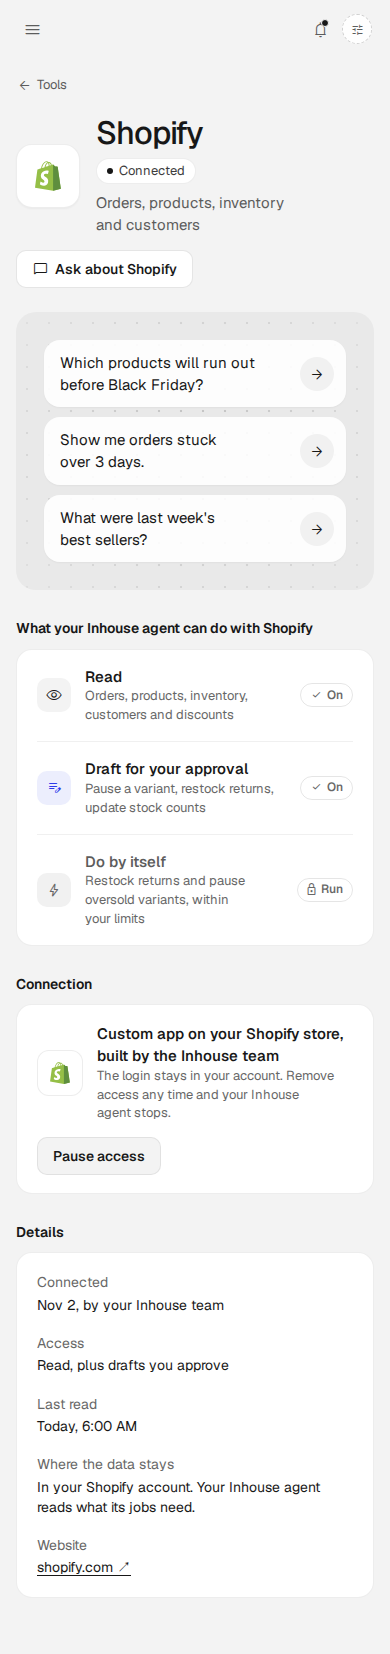 Tools
Shopify
Connected
Orders, products, inventory
and customers
Ask about Shopify
Which products will run out
before Black Friday?
Show me orders stuck
over 3 days.
What were last week's
best sellers?
What your Inhouse agent can do with Shopify
Read
Orders, products, inventory,
customers and discounts
On
Draft for your approval
Pause a variant, restock returns,
update stock counts
On
Do by itself
Restock returns and pause
oversold variants, within
your limits
Run
Connection
Custom app on your Shopify store,
built by the Inhouse team
The login stays in your account. Remove
access any time and your Inhouse
agent stops.
Pause access
Details
Connected
Nov 2, by your Inhouse team
Access
Read, plus drafts you approve
Last read
Today, 6:00 AM
Where the data stays
In your Shopify account. Your Inhouse agent
reads what its jobs need.
Website
shopify.com ↗